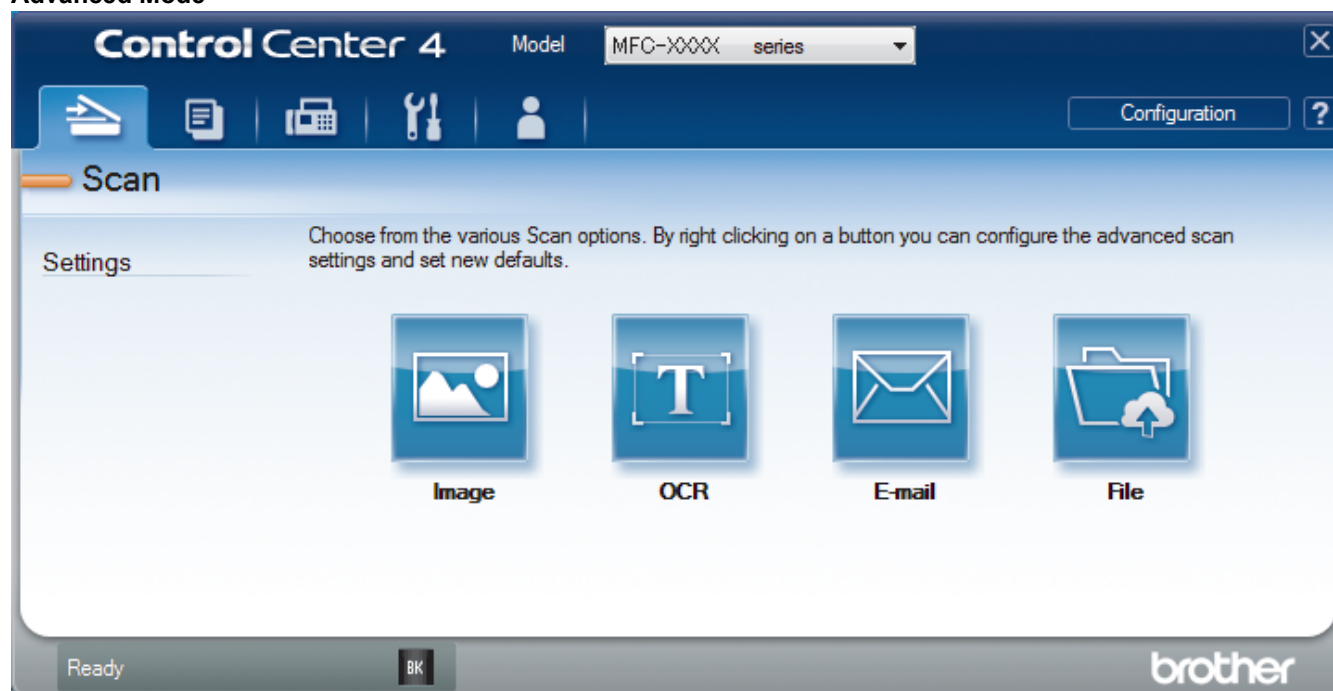 Advanced Mode
Control Center 4
Model
MFC-XXXX series
Configuration
?
Scan
Settings
Choose from the various Scan options. By right clicking on a button you can configure the advanced scan
settings and set new defaults.
T
Image
OCR
E-mail
File
Ready
BK
brother